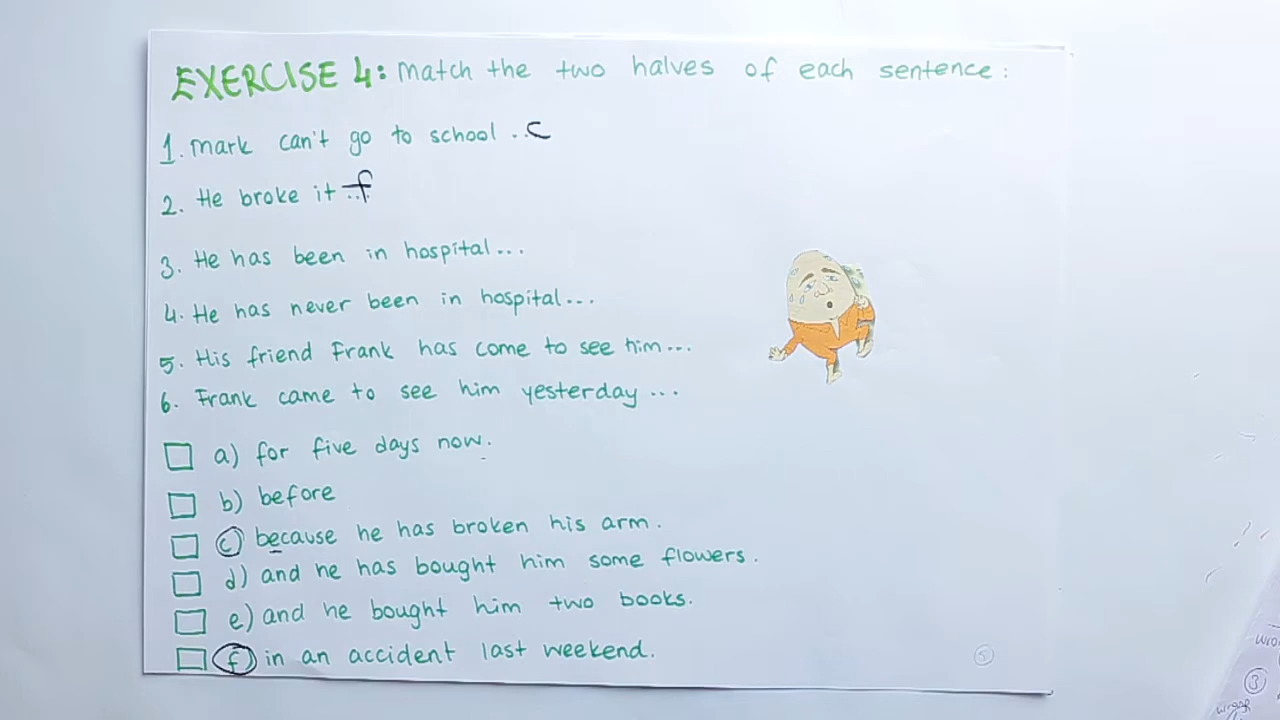 EXERCISE 4: Match the two halves of each sentence:
1. Mark can't go to school .. c
2. He broke it ... f
3. He has been in hospital...
4. He has never been in hospital...
5. His friend Frank has come to see him...
6. Frank came to see him yesterday ...
a) for five days now.
b) before
c) because he has broken his arm.
d) and he has bought him some flowers.
e) and he bought him two books.
f) in an accident last weekend.
5
3